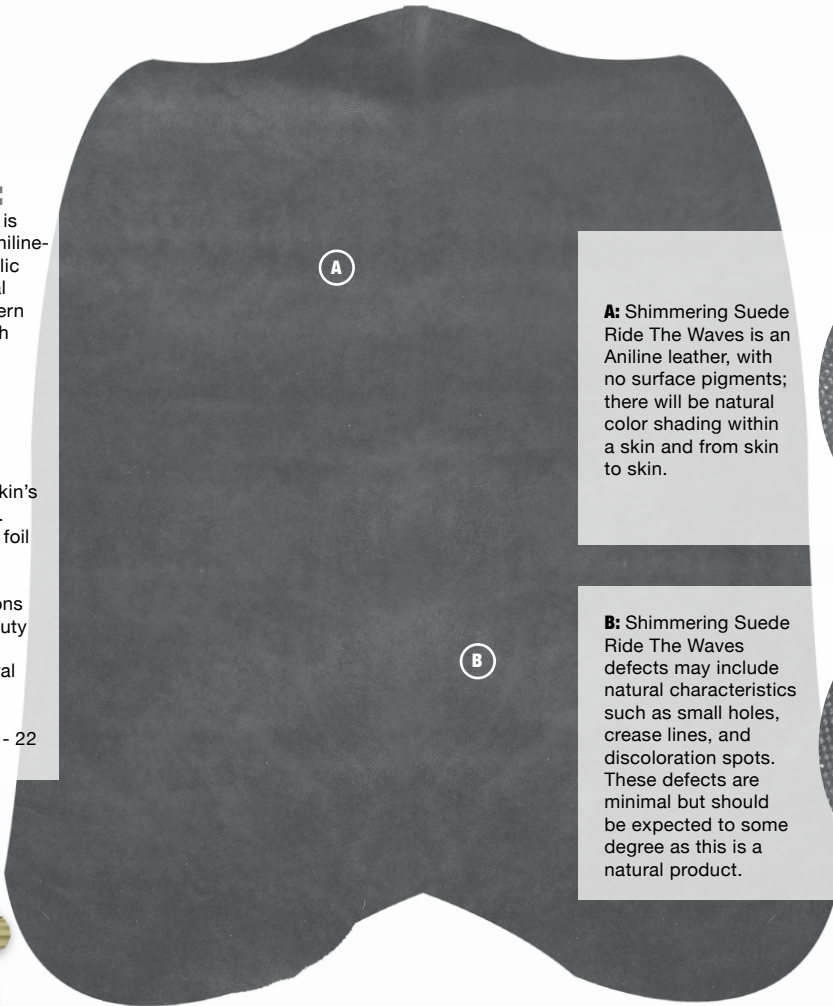 :
is
niline-
lic
al
ern
h
kin's
.
foil
ons
uty
al
- 22
A
A: Shimmering Suede
Ride The Waves is an
Aniline leather, with
no surface pigments;
there will be natural
color shading within
a skin and from skin
to skin.
B
B: Shimmering Suede
Ride The Waves
defects may include
natural characteristics
such as small holes,
crease lines, and
discoloration spots.
These defects are
minimal but should
be expected to some
degree as this is a
natural product.